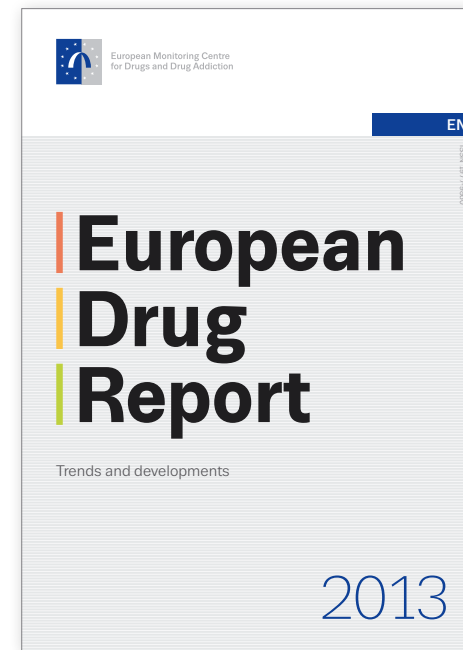 European Monitoring Centre
for Drugs and Drug Addiction
EN
European
Drug
Report
Trends and developments
2013